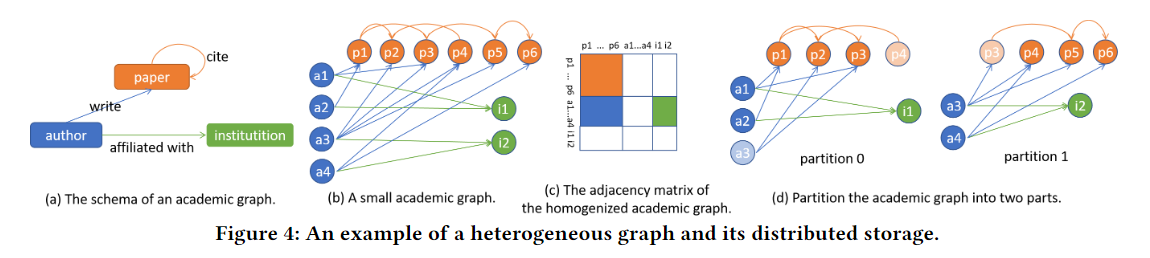 paper
cite
write
author
institutition
affiliated with
(a) The schema of an academic graph.
p1 p2 p3 p4 p5 p6
a1
a2
a3
a4
i1
i2
(b) A small academic graph.
p1 ... p6 a1...a4 i1 i2
p1 ... p6 a1...a4 i1 i2
(c) The adjacency matrix of
the homogenized academic graph.
p1 p2 p3 p4
a1
a2
a3
i1
partition 0
p3 p4 p5 p6
a3
a4
i2
partition 1
(d) Partition the academic graph into two parts.
Figure 4: An example of a heterogeneous graph and its distributed storage.